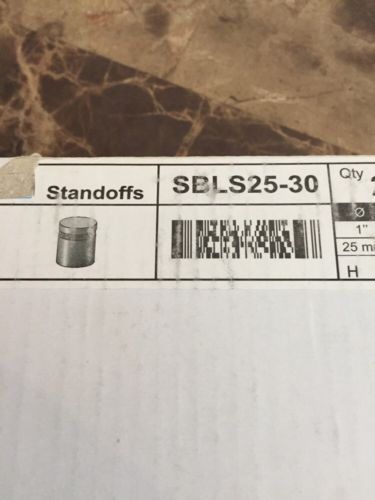 Standoffs
SBLS25-30
Qty
Ø
1"
25 m
H